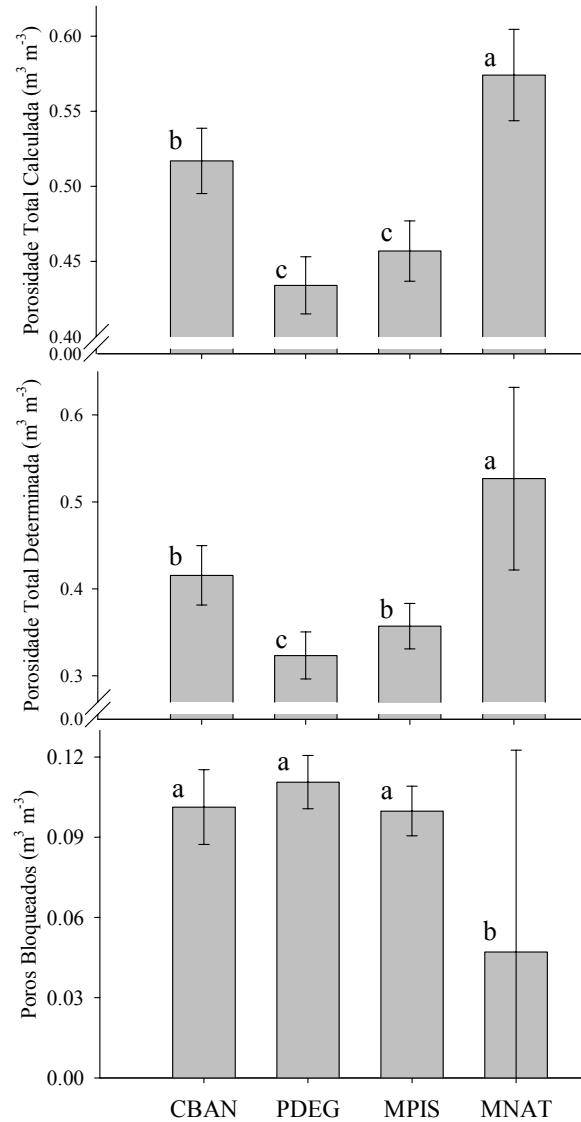 Porosidade Total Calculada (m³ m⁻³)
0.60
0.55
0.50
0.45
0.40
0.00
b
c
c
a
Porosidade Total Determinada (m³ m⁻³)
0.6
0.5
0.4
0.3
0.0
b
c
b
a
Poros Bloqueados (m³ m⁻³)
0.12
0.09
0.06
0.03
0.00
a
a
a
b
CBAN PDEG MPIS MNAT